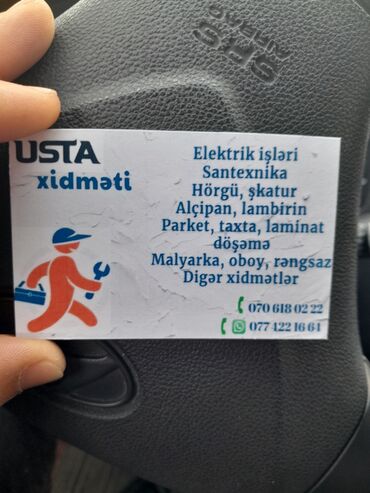 SRS
AIRBAG
USTA
xidməti
Elektrik işləri
Santexnika
Hörgü, şkatur
Alçipan, lambirin
Parket, taxta, laminat
döşəmə
Malyarka, oboy, rəngsaz
Digər xidmətlər
070 618 02 22
077 422 16 64